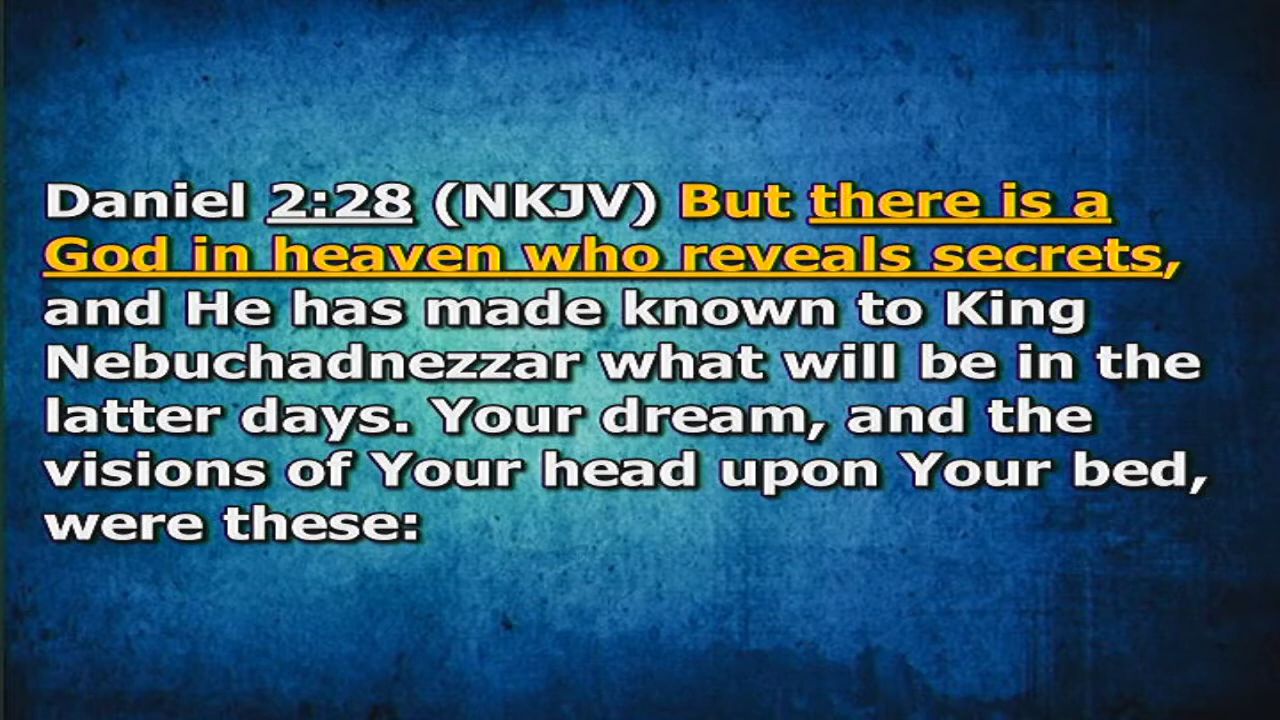 Daniel 2:28 (NKJV) But there is a
God in heaven who reveals secrets,
and He has made known to King
Nebuchadnezzar what will be in the
latter days. Your dream, and the
visions of Your head upon Your bed,
were these: